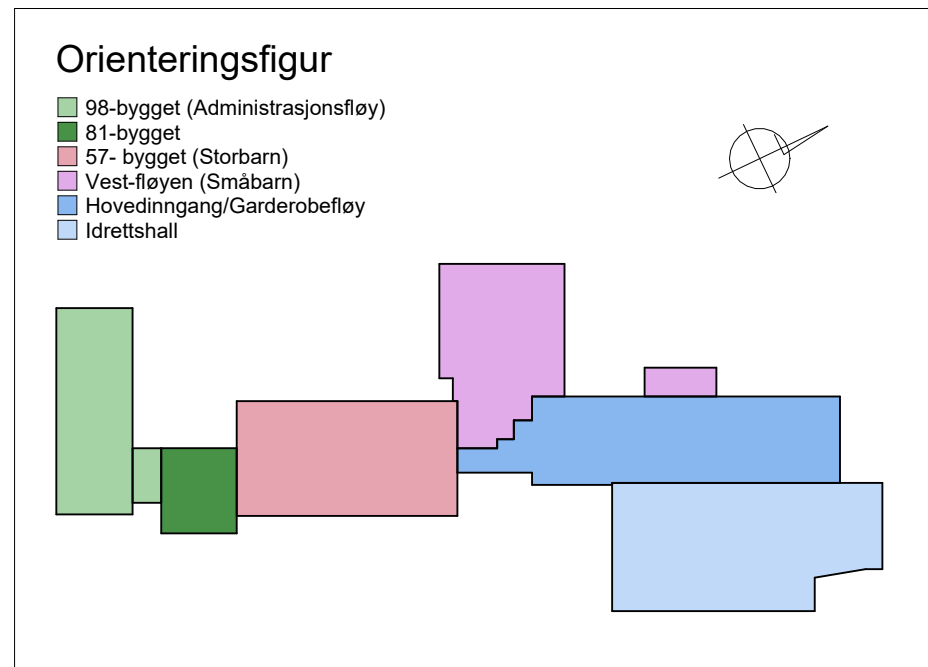 Orienteringsfigur
98-bygget (Administrasjonsfløy)
81-bygget
57- bygget (Storbarn)
Vest-fløyen (Småbarn)
Hovedinngang/Garderobefløy
Idrettshall